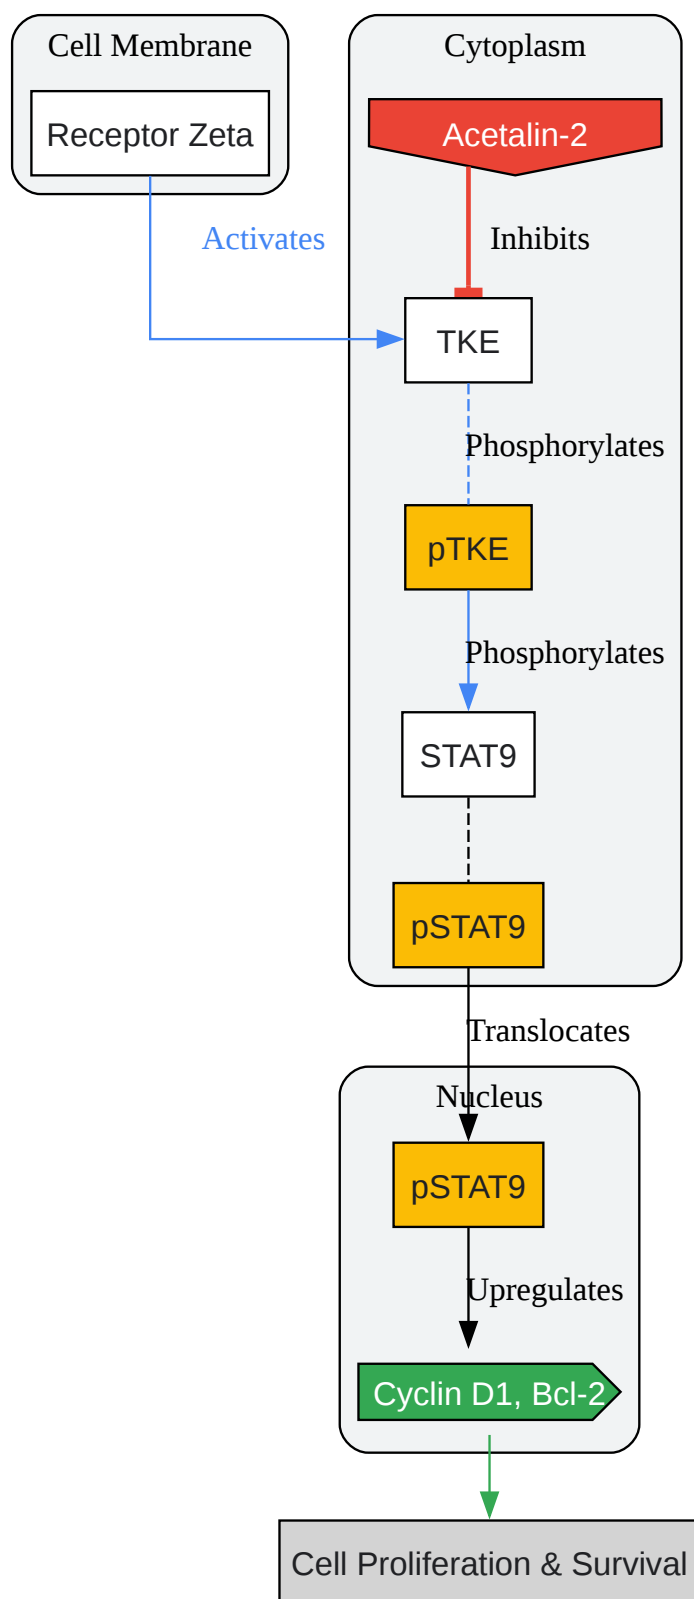 Cell Membrane
Cytoplasm
Receptor Zeta
Acetalin-2
Activates
Inhibits
TKE
Phosphorylates
pTKE
Phosphorylates
STAT9
pSTAT9
Translocates
Nucleus
pSTAT9
Upregulates
Cyclin D1, Bcl-2
Cell Proliferation & Survival